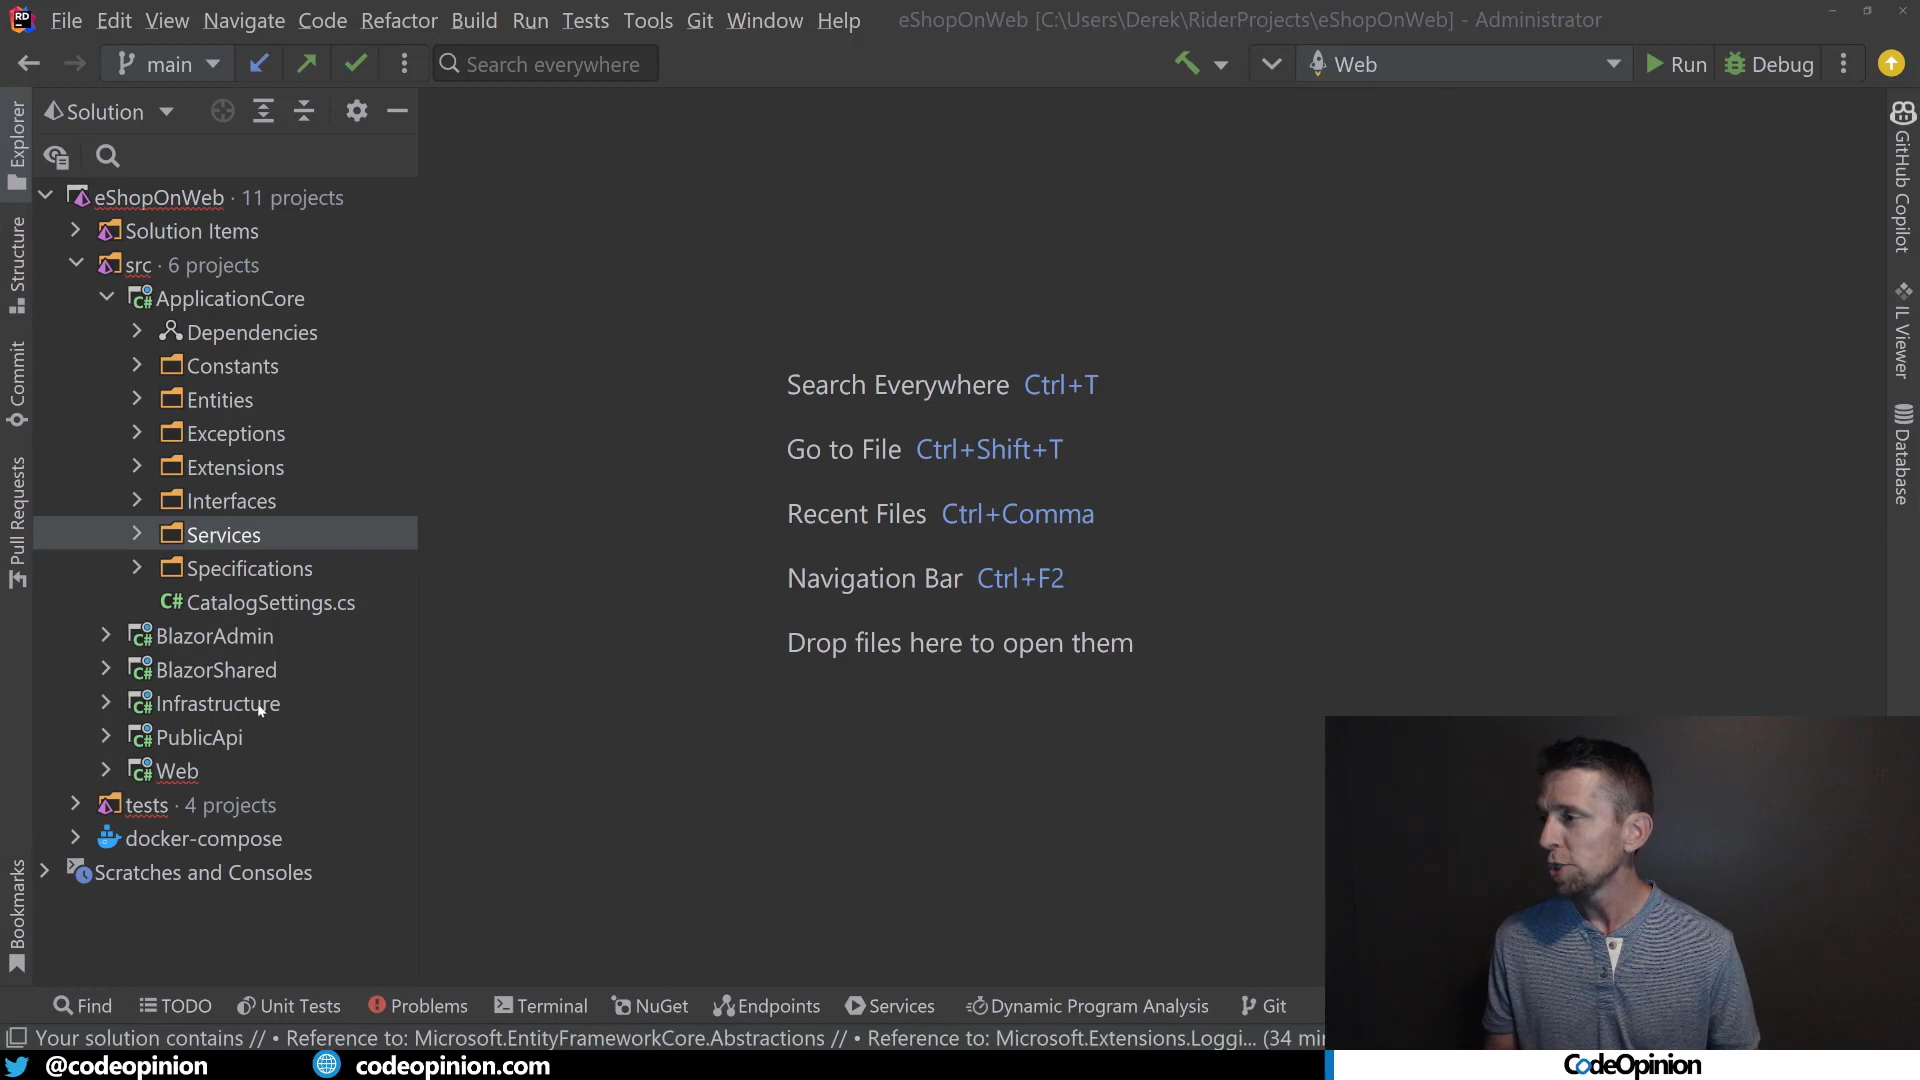 RD File Edit View Navigate Code Refactor Build Run Tests Tools Git Window Help eShopOnWeb [C:\Users\Derek\RiderProjects\eShopOnWeb] - Administrator
main Search everywhere Web Run Debug
Solution
Explorer
Structure
Commit
Pull Requests
Bookmarks
eShopOnWeb · 11 projects
Solution Items
src · 6 projects
C# ApplicationCore
Dependencies
Constants
Entities
Exceptions
Extensions
Interfaces
Services
Specifications
C# CatalogSettings.cs
C# BlazorAdmin
C# BlazorShared
C# Infrastructure
C# PublicApi
C# Web
tests · 4 projects
docker-compose
Scratches and Consoles
Search Everywhere Ctrl+T
Go to File Ctrl+Shift+T
Recent Files Ctrl+Comma
Navigation Bar Ctrl+F2
Drop files here to open them
GitHub Copilot
IL Viewer
Database
Find TODO Unit Tests Problems Terminal NuGet Endpoints Services Dynamic Program Analysis Git
Your solution contains // • Reference to: Microsoft.EntityFrameworkCore.Abstractions // • Reference to: Microsoft.Extensions.Loggi... (34 min
@codeopinion codeopinion.com
CodeOpinion